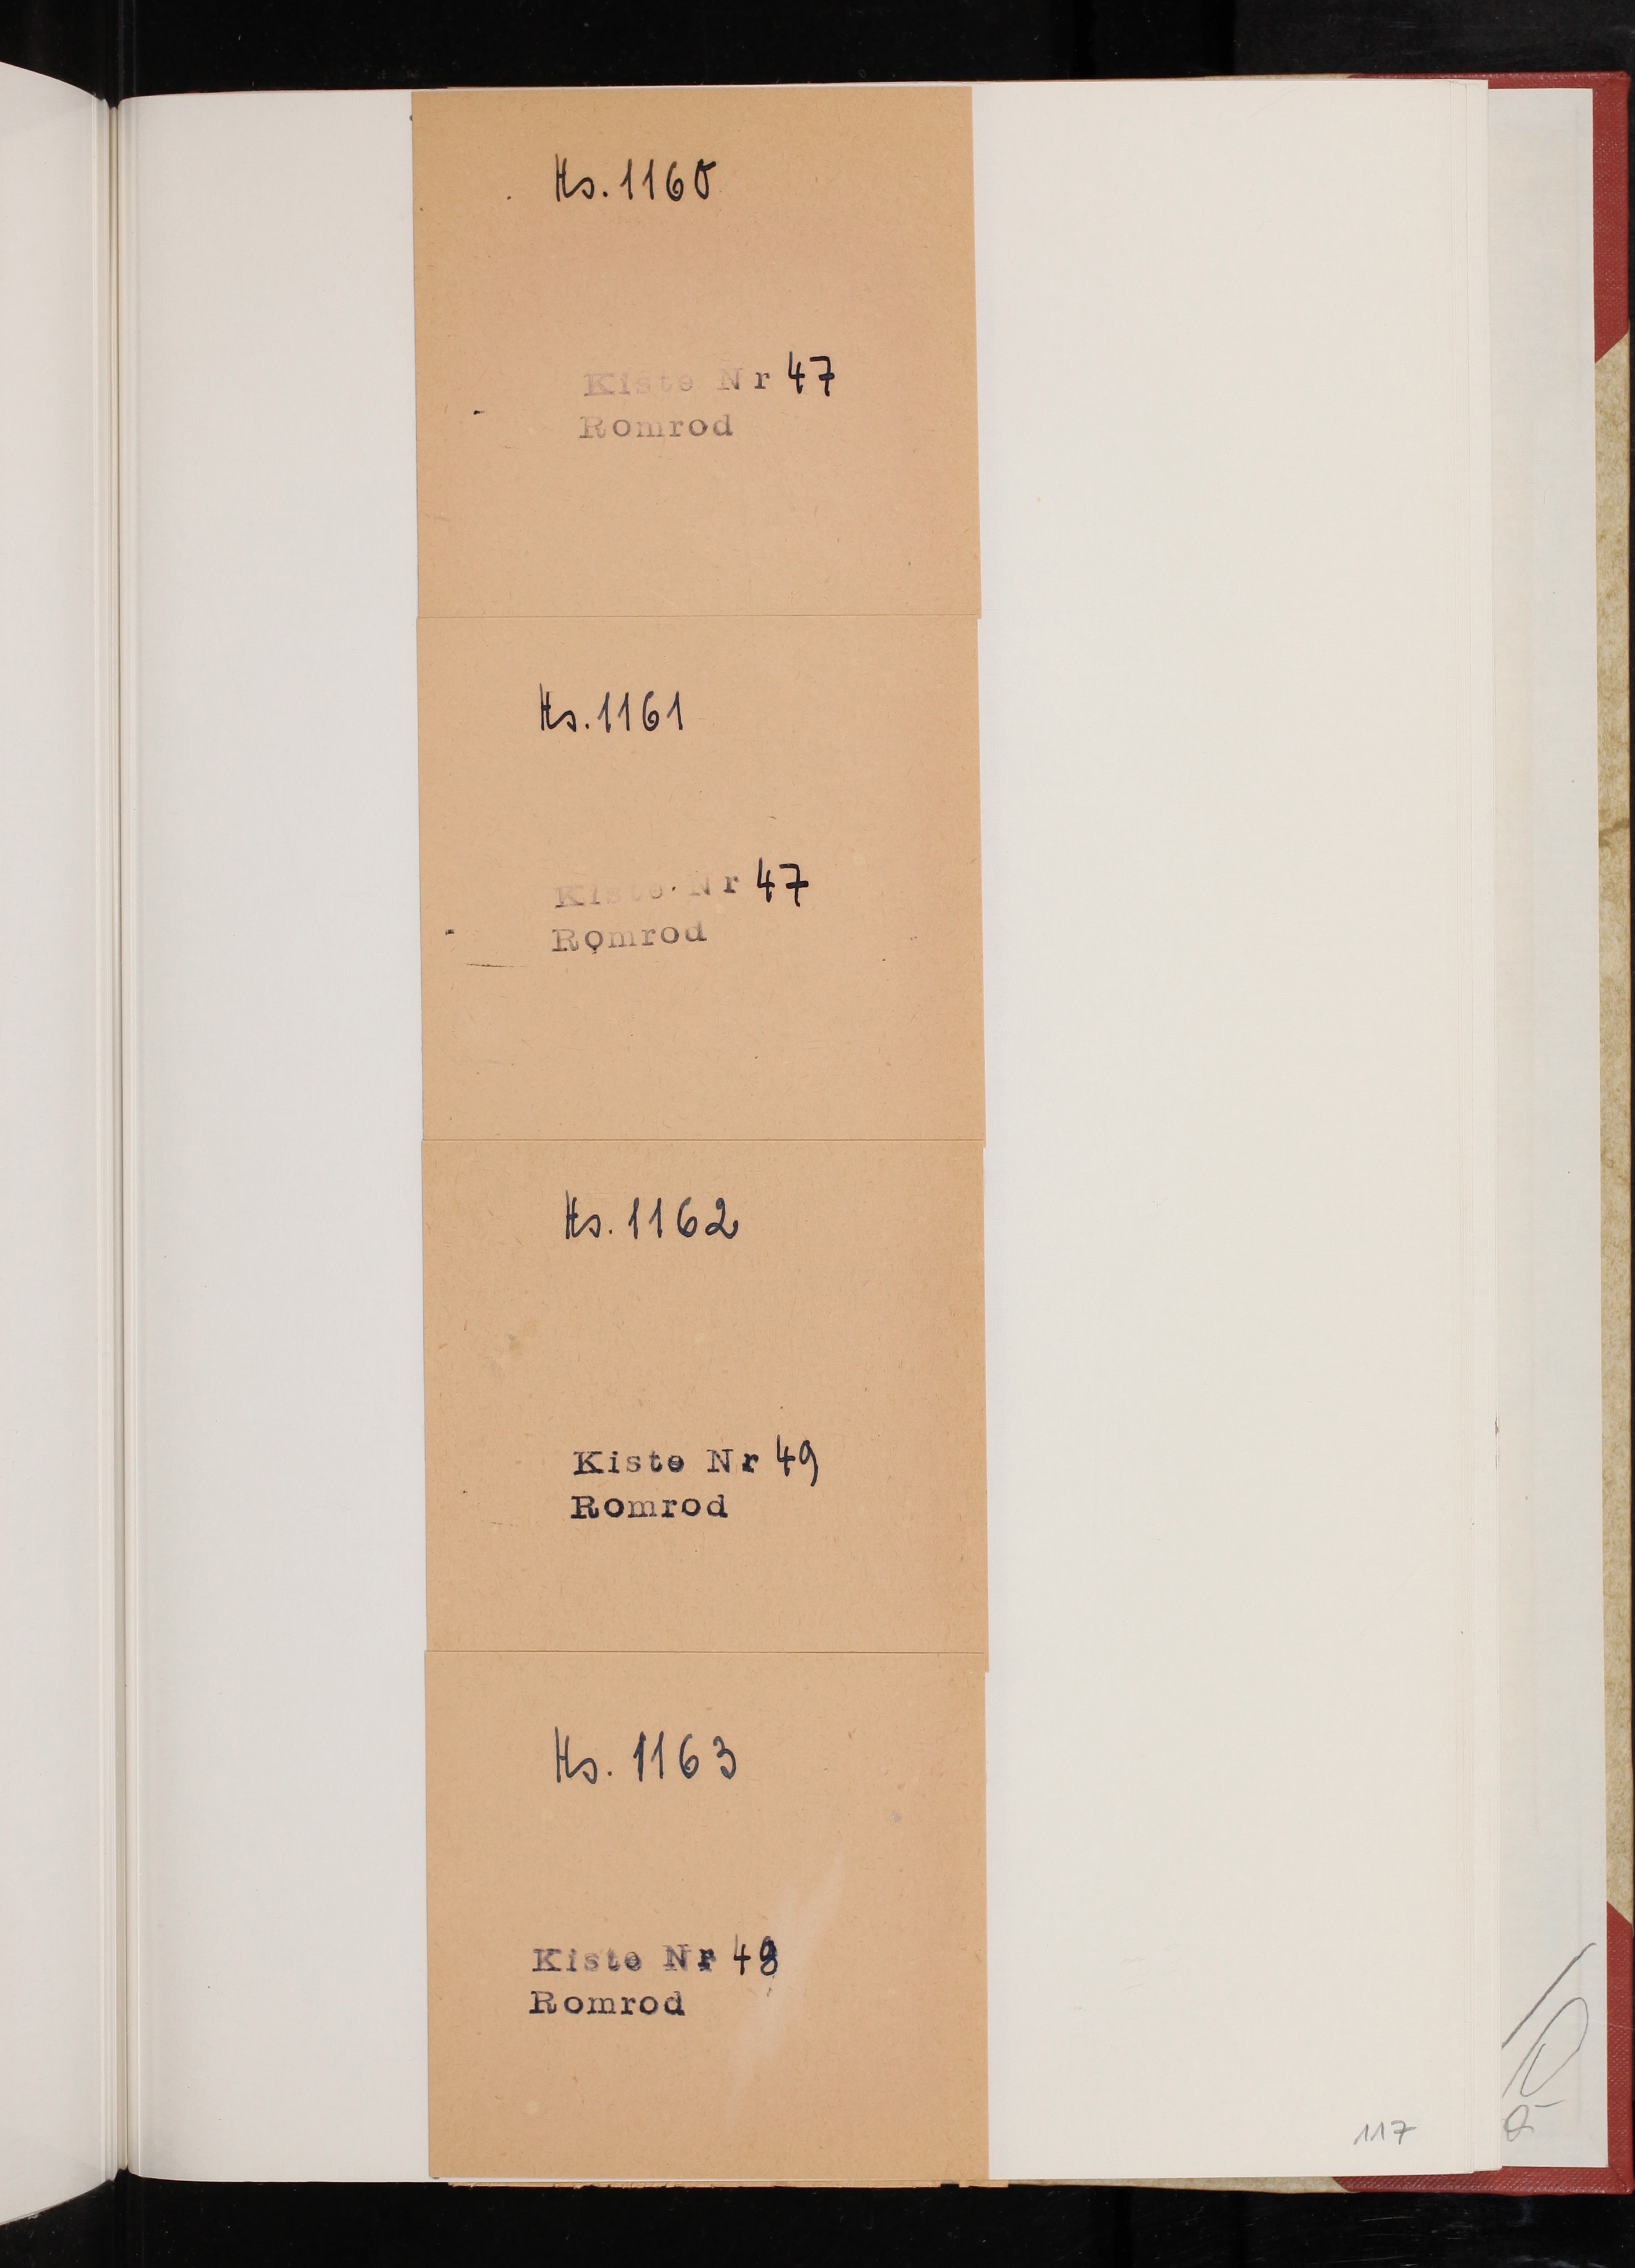 Hs. 1160
Kiste Nr 47
Romrod
Hs. 1161
Kiste Nr 47
Romrod
Hs. 1162
Kiste Nr 49
Romrod
Hs. 1163
Kiste Nr
Romrod
117